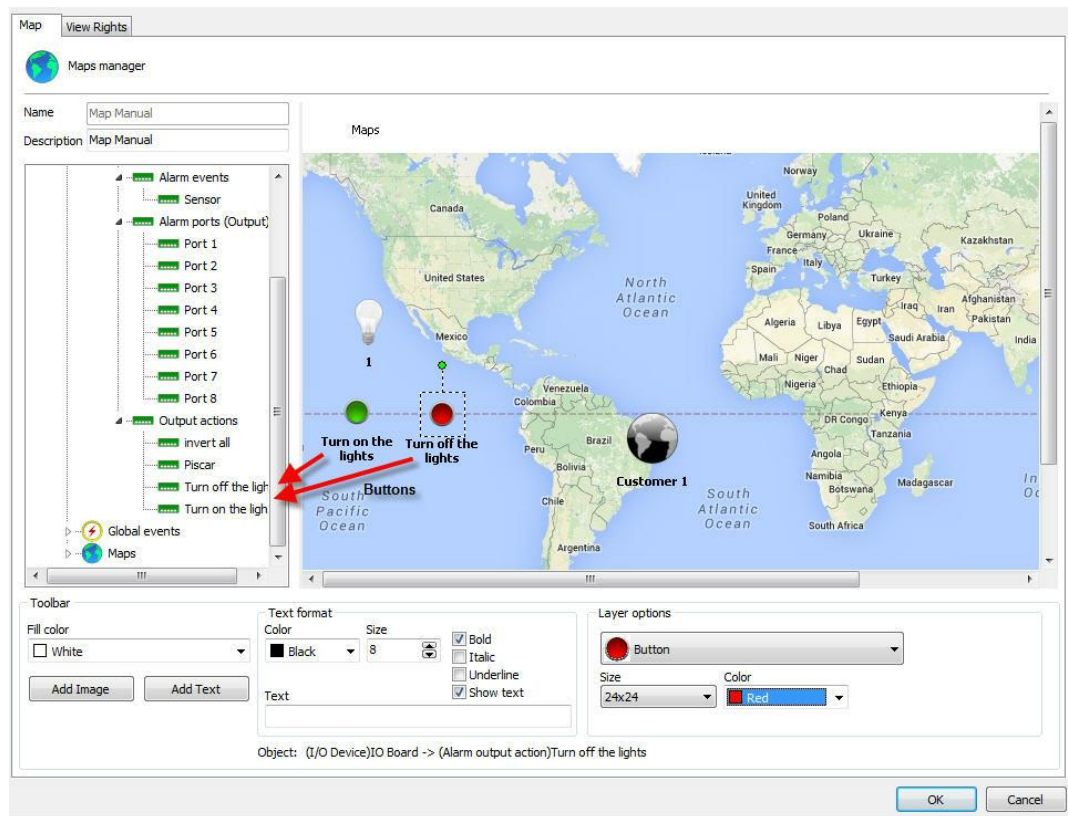 Map View Rights
Maps manager
Name Map Manual
Description Map Manual
Alarm events
Sensor
Alarm ports (Output)
Port 1
Port 2
Port 3
Port 4
Port 5
Port 6
Port 7
Port 8
Output actions
invert all
Piscar
Turn off the ligh
Turn on the ligh
Global events
Maps
Maps
Norway
United
Kingdom
Canada
Poland
Germany
Ukraine
France
Kazakhstan
Italy
Spain
United States
Turkey
North
Atlantic
Ocean
Iraq
Iran
Afghanistan
Pakistan
Algeria
Libya
Egypt
Saudi Arabia
India
Mexico
1
Mali
Niger
Chad
Sudan
Nigeria
Ethiopia
Venezuela
Colombia
DR Congo
Kenya
Tanzania
Turn on the
lights
Turn off the
lights
Peru
Brazil
Angola
Bolivia
Customer 1
Namibia
Botswana
Madagascar
Buttons
South
Pacific
Ocean
Chile
South
Atlantic
Ocean
South Africa
Argentina
Toolbar
Fill color
White
Add Image Add Text
Text format
Color Size
Black 8
Bold
Italic
Underline
Show text
Text
Layer options
Button
Size Color
24x24 Red
Object: (I/O Device)IO Board -> (Alarm output action)Turn off the lights
OK Cancel